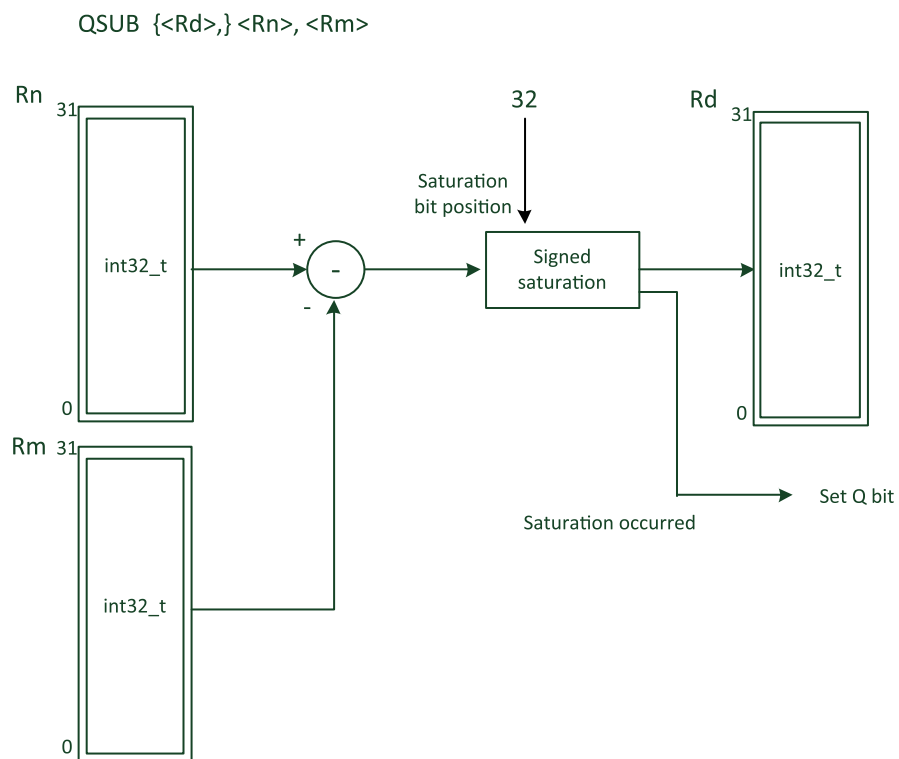 QSUB {<Rd>,} <Rn>, <Rm>
Rn
31
int32_t
0
Rm
31
int32_t
0
+
-
-
32
Saturation
bit position
Signed
saturation
Rd
31
int32_t
0
Saturation occurred
Set Q bit